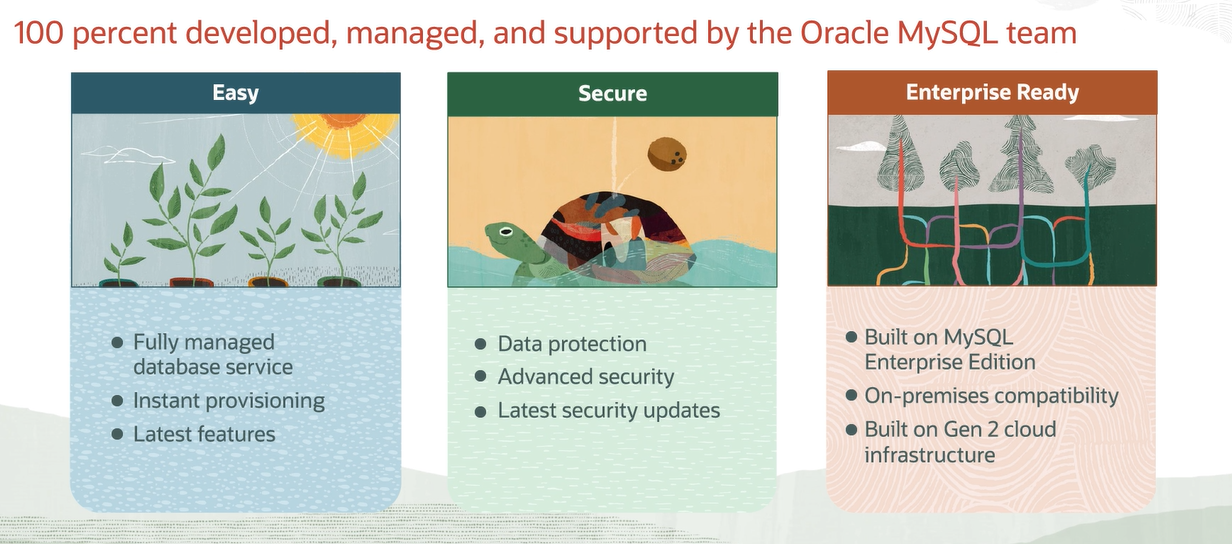 100 percent developed, managed, and supported by the Oracle MySQL team
Easy
Fully managed
database service
Instant provisioning
Latest features
Secure
Data protection
Advanced security
Latest security updates
Enterprise Ready
Built on MySQL
Enterprise Edition
On-premises compatibility
Built on Gen 2 cloud
infrastructure